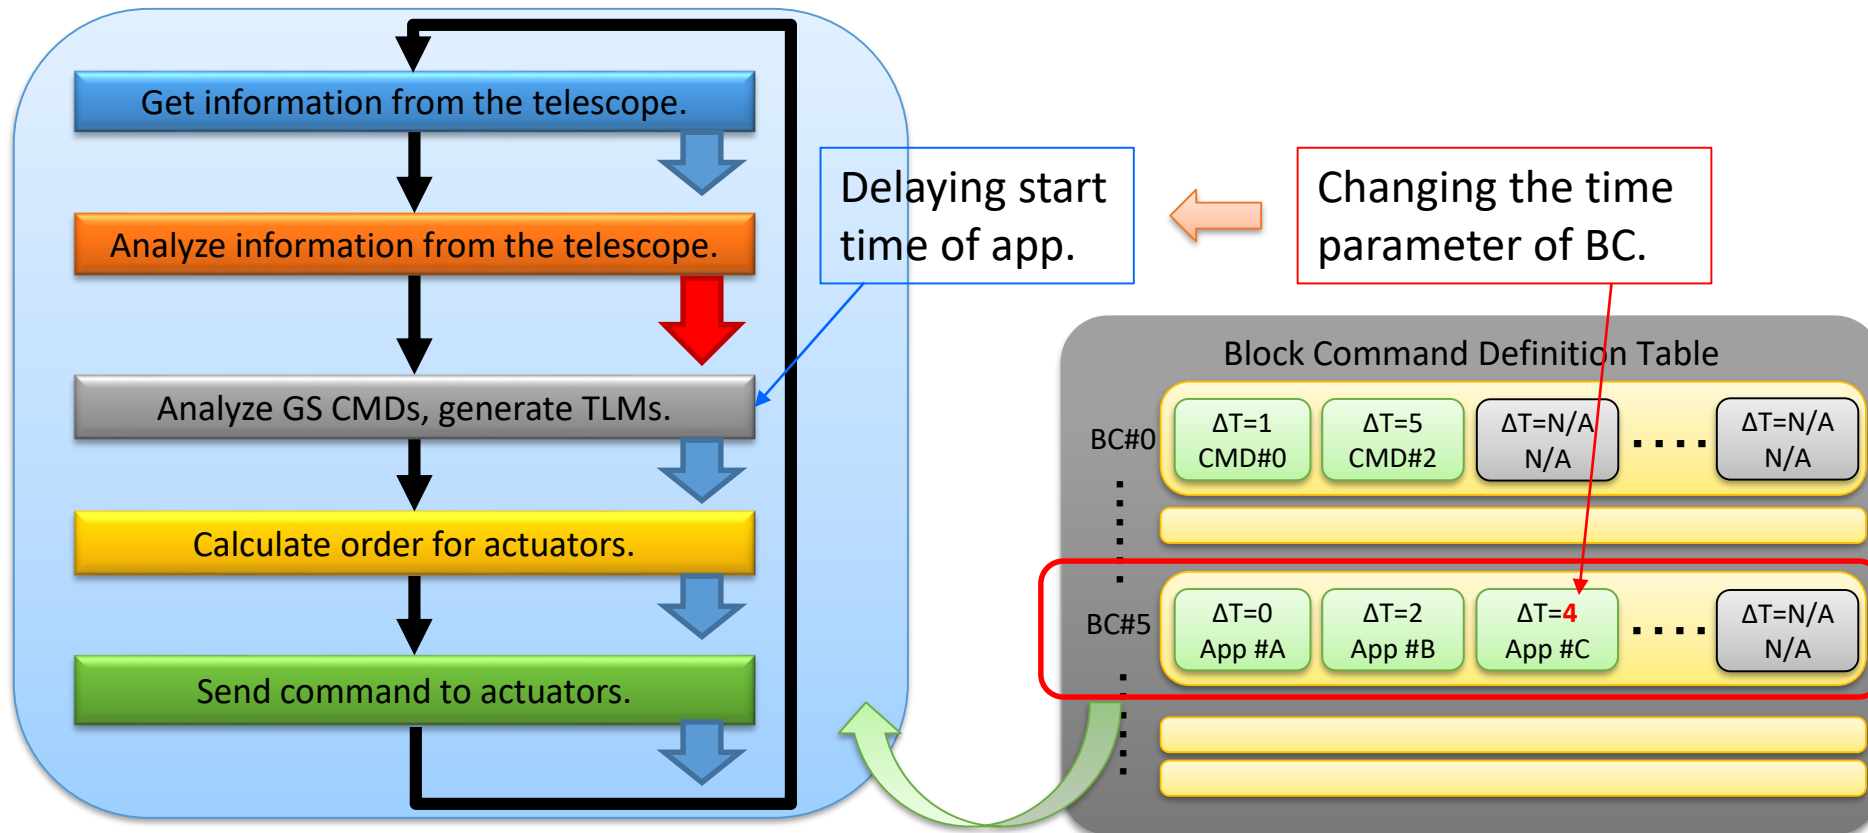 Get information from the telescope.
Analyze information from the telescope.
Analyze GS CMDs, generate TLMs.
Calculate order for actuators.
Send command to actuators.
Delaying start
time of app.
Changing the time
parameter of BC.
Block Command Definition Table
BC#0
ΔT=1
CMD#0
ΔT=5
CMD#2
ΔT=N/A
N/A
ΔT=N/A
N/A
BC#5
ΔT=0
App #A
ΔT=2
App #B
ΔT=4
App #C
ΔT=N/A
N/A